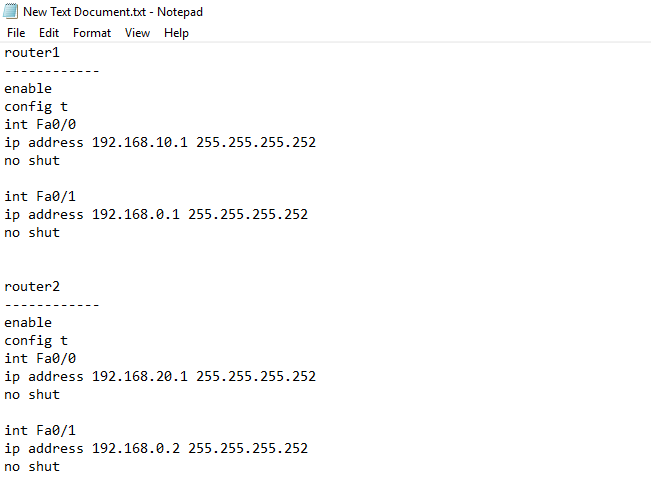 New Text Document.txt - Notepad
File Edit Format View Help
router1
------------
enable
config t
int Fa0/0
ip address 192.168.10.1 255.255.255.252
no shut
int Fa0/1
ip address 192.168.0.1 255.255.255.252
no shut
router2
------------
enable
config t
int Fa0/0
ip address 192.168.20.1 255.255.255.252
no shut
int Fa0/1
ip address 192.168.0.2 255.255.255.252
no shut